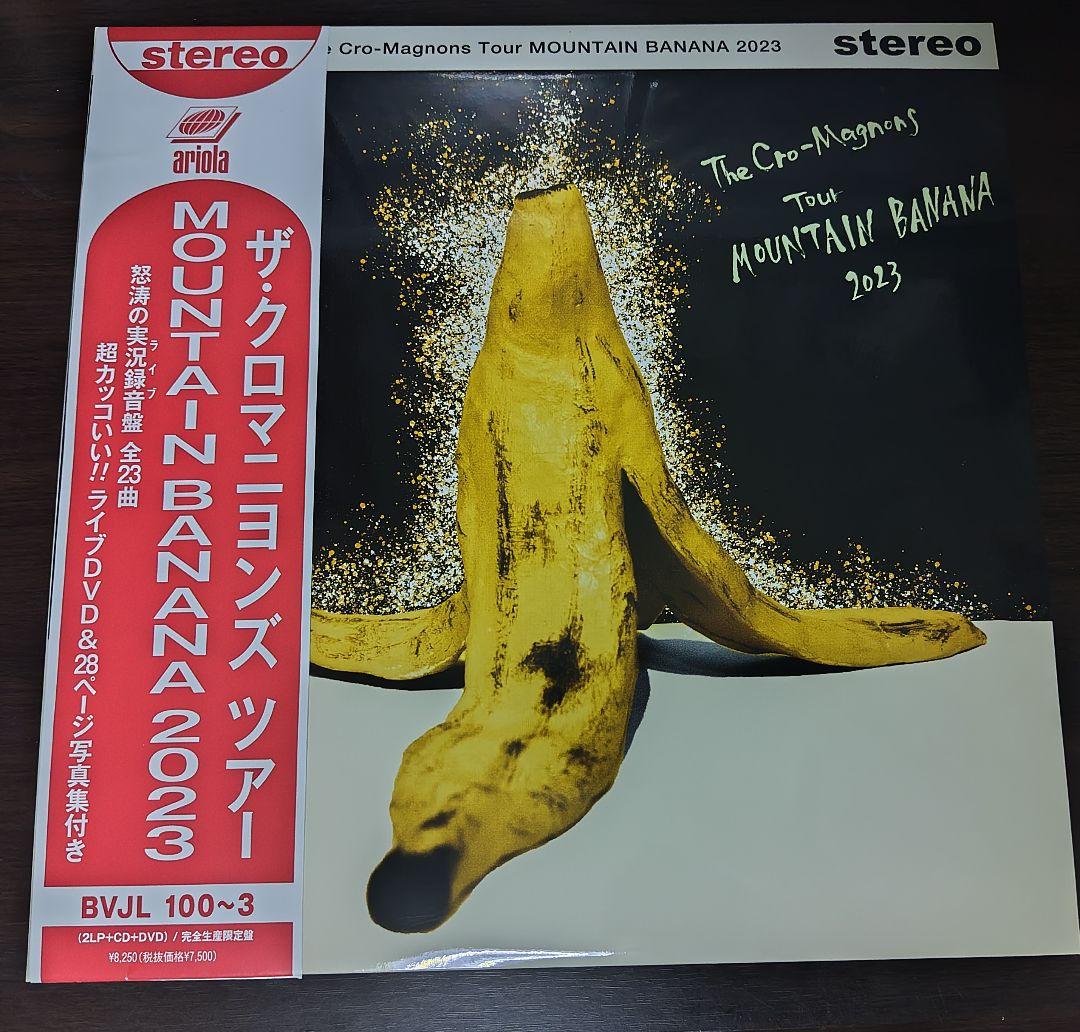 stereo
ariola
ザ・クロマニヨンズ ツアー
MOUNTAIN BANANA 2023
怒涛の実況録音盤 全23曲
ライブ
超カッコいい!! ライブDVD&28ページ写真集付き
BVJL 100~3
(2LP+CD+DVD) / 完全生産限定盤
¥8,250(税抜価格¥7,500)
Cro-Magnons Tour MOUNTAIN BANANA 2023
stereo
The Cro-Magnons
Tour
MOUNTAIN BANANA
2023